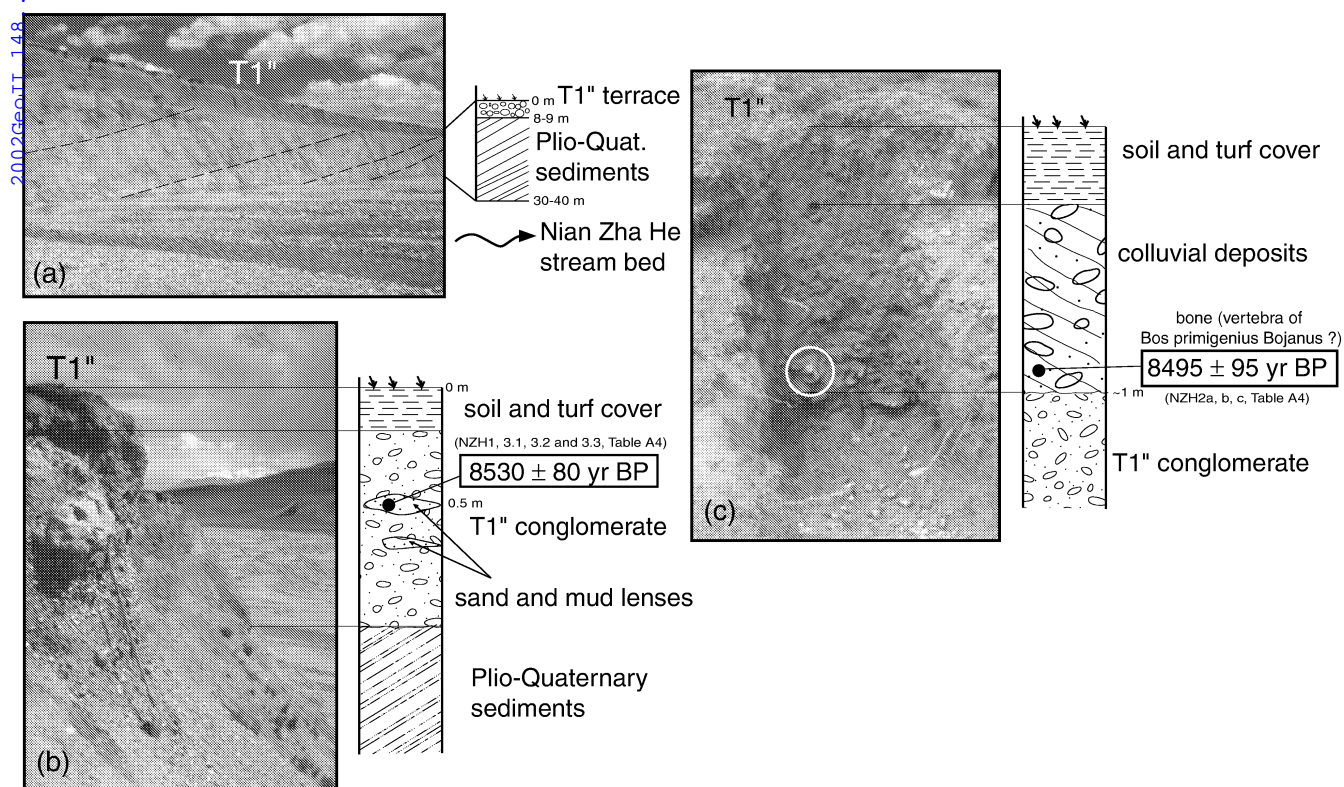 2002GeoJI.148.
T1"
0 m
T1" terrace
8-9 m
Plio-Quat.
sediments
30-40 m
Nian Zha He
stream bed
(a)
T1"
0 m
soil and turf cover
(NZH1, 3.1, 3.2 and 3.3, Table A4)
8530 ± 80 yr BP
0.5 m
T1" conglomerate
sand and mud lenses
Plio-Quaternary
sediments
(b)
T1"
soil and turf cover
colluvial deposits
bone (vertebra of
Bos primigenius Bojanus ?)
8495 ± 95 yr BP
~1 m
(NZH2a, b, c, Table A4)
T1" conglomerate
(c)